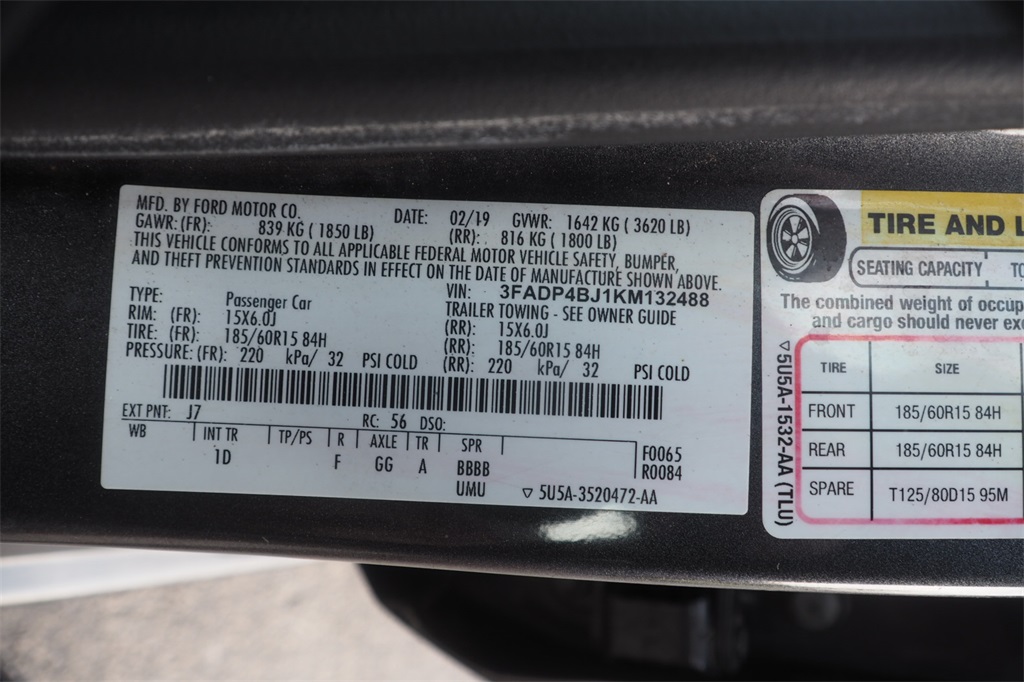 MFD. BY FORD MOTOR CO. DATE: 02/19 GVWR: 1642 KG ( 3620 LB)
GAWR: (FR): 839 KG ( 1850 LB) (RR): 816 KG ( 1800 LB)
THIS VEHICLE CONFORMS TO ALL APPLICABLE FEDERAL MOTOR VEHICLE SAFETY, BUMPER,
AND THEFT PREVENTION STANDARDS IN EFFECT ON THE DATE OF MANUFACTURE SHOWN ABOVE.
VIN: 3FADP4BJ1KM132488
TYPE: Passenger Car TRAILER TOWING - SEE OWNER GUIDE
RIM: (FR): 15X6.0J (RR): 15X6.0J
TIRE: (FR): 185/60R15 84H (RR): 185/60R15 84H
PRESSURE: (FR): 220 kPa/ 32 PSI COLD (RR): 220 kPa/ 32 PSI COLD
EXT PNT: J7 RC: 56 DSO:
WB INT TR TP/PS R AXLE TR SPR F0065
1D F GG A BBBB R0084
UMU ▽ 5U5A-3520472-AA
TIRE AND L
SEATING CAPACITY TO
The combined weight of occup
and cargo should never exc
▽5U5A-1532-AA (TLU)
TIRE SIZE
FRONT 185/60R15 84H
REAR 185/60R15 84H
SPARE T125/80D15 95M